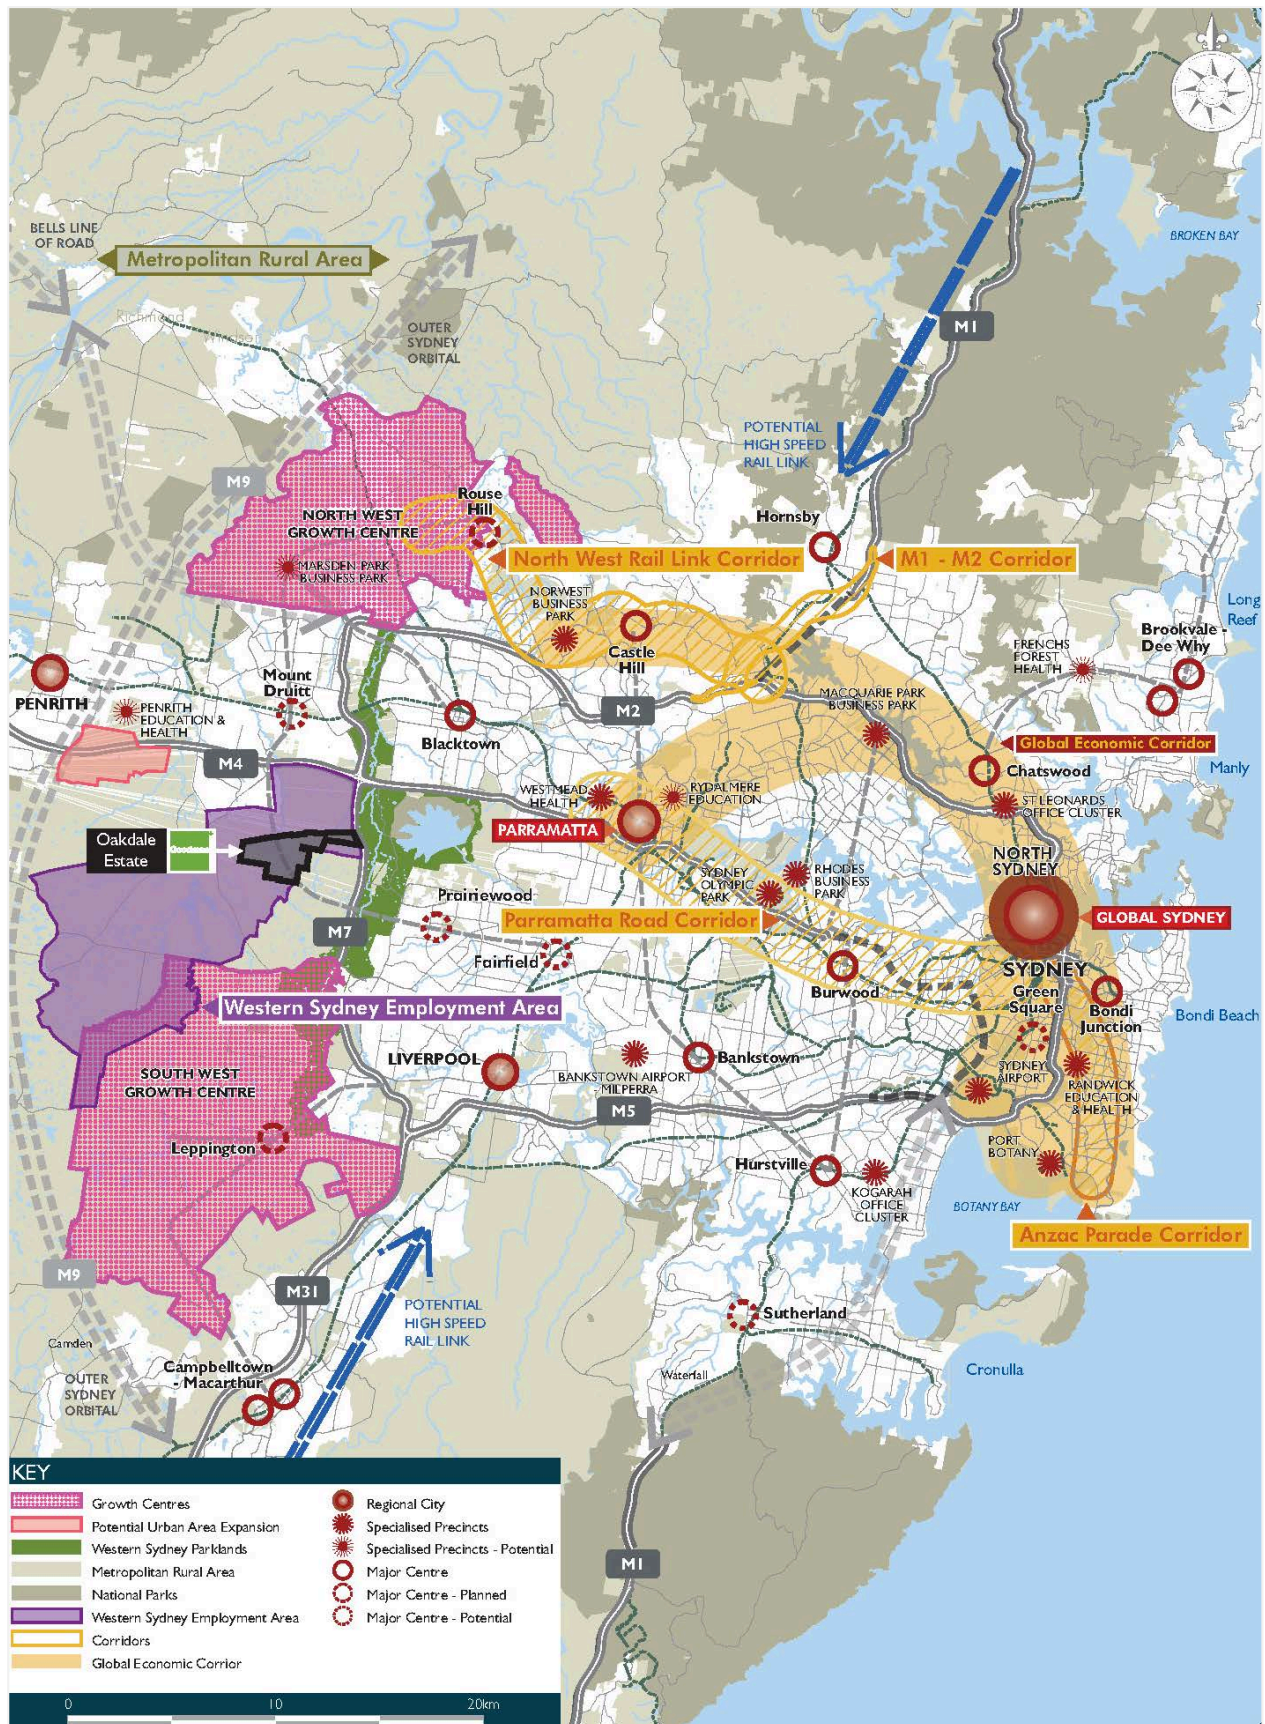 BELLS LINE
OF ROAD
Metropolitan Rural Area
BROKEN BAY
Richmond
Windsor
OUTER
SYDNEY
ORBITAL
M1
POTENTIAL
HIGH SPEED
RAIL LINK
M9
Rouse
Hill
NORTH WEST
GROWTH CENTRE
Hornsby
North West Rail Link Corridor
M1 - M2 Corridor
MARSDEN PARK
BUSINESS PARK
NORWEST
BUSINESS
PARK
Long
Reef
Brookvale -
Dee Why
FRENCHS
FOREST
HEALTH
Castle
Hill
Mount
Druitt
PENRITH
PENRITH
EDUCATION &
HEALTH
M2
MACQUARIE PARK
BUSINESS PARK
Blacktown
Global Economic Corridor
M4
Chatswood
Manly
WESTMEAD
HEALTH
RYDALMERE
EDUCATION
ST LEONARDS
OFFICE CLUSTER
PARRAMATTA
Oakdale
Estate
Goodman
NORTH
SYDNEY
SYDNEY
OLYMPIC
PARK
RHODES
BUSINESS
PARK
Prairiewood
Parramatta Road Corridor
GLOBAL SYDNEY
M7
Fairfield
SYDNEY
Burwood
Green
Square
Bondi
Junction
Bondi Beach
Western Sydney Employment Area
LIVERPOOL
Bankstown
BANKSTOWN AIRPORT
MILPERRA
SYDNEY
AIRPORT
RANDWICK
EDUCATION
& HEALTH
SOUTH WEST
GROWTH CENTRE
M5
Leppington
PORT
BOTANY
Hurstville
KOGARAH
OFFICE
CLUSTER
BOTANY BAY
Anzac Parade Corridor
M9
M31
POTENTIAL
HIGH SPEED
RAIL LINK
Sutherland
Camden
Campbelltown
- Macarthur
Waterfall
Cronulla
OUTER
SYDNEY
ORBITAL
M1
KEY
Growth Centres
Potential Urban Area Expansion
Western Sydney Parklands
Metropolitan Rural Area
National Parks
Western Sydney Employment Area
Corridors
Global Economic Corrior
Regional City
Specialised Precincts
Specialised Precincts - Potential
Major Centre
Major Centre - Planned
Major Centre - Potential
0 10 20km